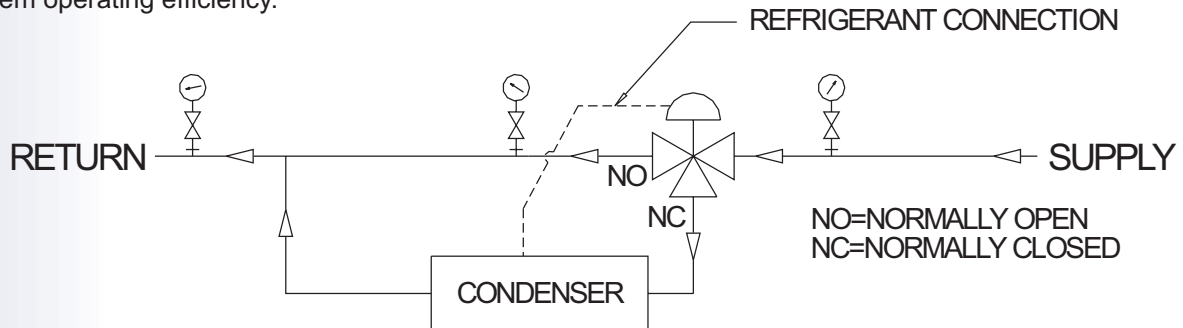 em operating efficiency.
REFRIGERANT CONNECTION
RETURN
SUPPLY
NO
NC
NO=NORMALLY OPEN
NC=NORMALLY CLOSED
CONDENSER